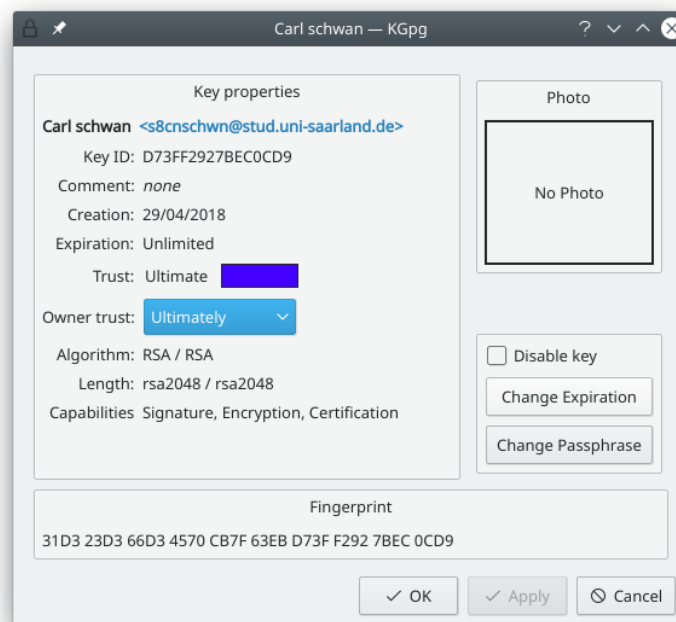 Carl schwan — KGpg
Key properties
Carl schwan <s8cnschwn@stud.uni-saarland.de>
Key ID: D73FF2927BEC0CD9
Comment: none
Creation: 29/04/2018
Expiration: Unlimited
Trust: Ultimate
Owner trust: Ultimately
Algorithm: RSA / RSA
Length: rsa2048 / rsa2048
Capabilities Signature, Encryption, Certification
Photo
No Photo
Disable key
Change Expiration
Change Passphrase
Fingerprint
31D3 23D3 66D3 4570 CB7F 63EB D73F F292 7BEC 0CD9
OK Apply Cancel